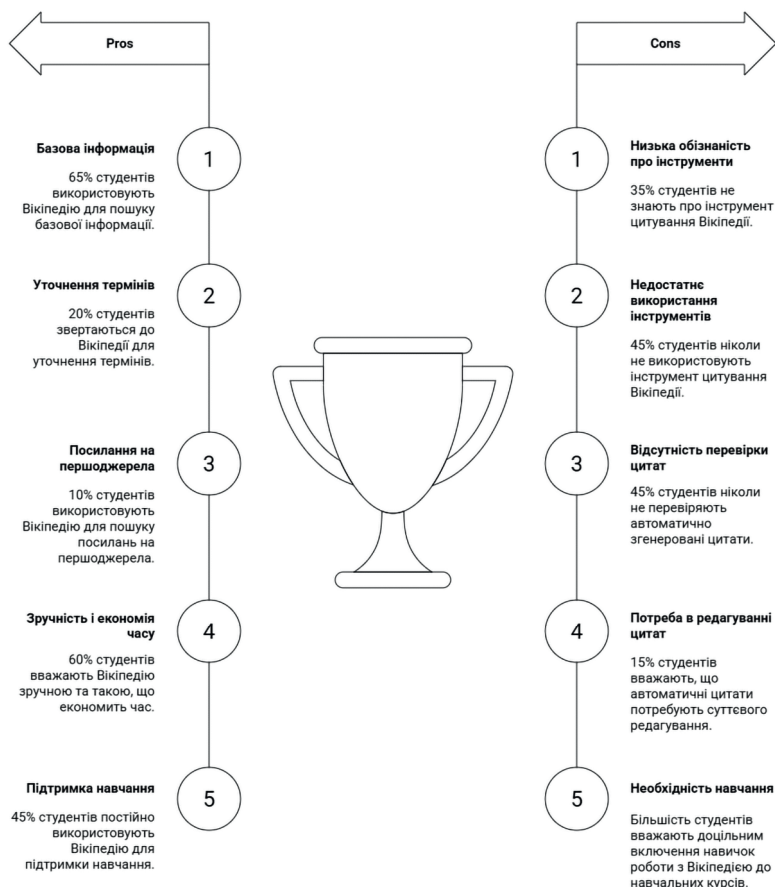 Pros
Базова інформація
1
65% студентів
використовують
Вікіпедію для пошуку
базової інформації.
Уточнення термінів
2
20% студентів
звертаються до
Вікіпедії для
уточнення термінів.
Посилання на
першоджерела
3
10% студентів
використовують
Вікіпедію для пошуку
посилань на
першоджерела.
Зручність і економія
часу
4
60% студентів
вважають Вікіпедію
зручною та такою, що
економить час.
Підтримка навчання
5
45% студентів постійно
використовують
Вікіпедію для
підтримки навчання.
Cons
1
Низька обізнаність
про інструменти
35% студентів не
знають про інструмент
цитування Вікіпедії.
2
Недостатнє
використання
інструментів
45% студентів ніколи
не використовують
інструмент цитування
Вікіпедії.
3
Відсутність перевірки
цитат
45% студентів ніколи
не перевіряють
автоматично
згенеровані цитати.
4
Потреба в редагуванні
цитат
15% студентів
вважають, що
автоматичні цитати
потребують суттєвого
редагування.
5
Необхідність навчання
Більшість студентів
вважають доцільним
включення навичок
роботи з Вікіпедією до
навчальних курсів.